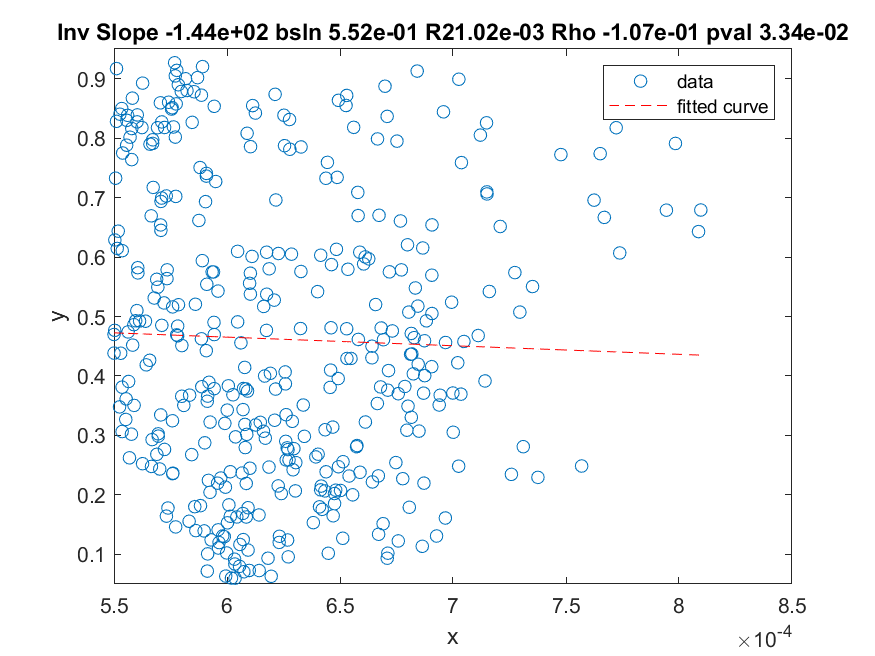 Inv Slope -1.44e+02 bsln 5.52e-01 R21.02e-03 Rho -1.07e-01 pval 3.34e-02
data
fitted curve
0.9
0.8
0.7
0.6
0.5
0.4
0.3
0.2
0.1
y
5.5 6 6.5 7 7.5 8 8.5
x
×10⁻⁴